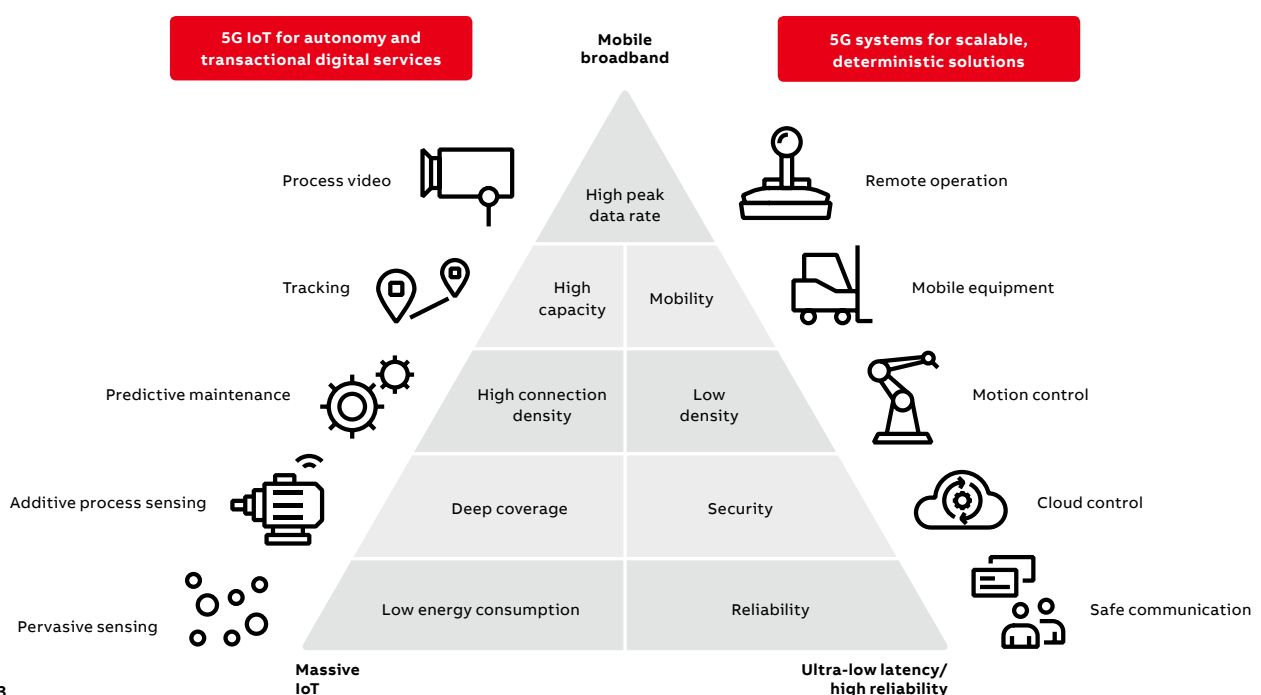 5G IoT for autonomy and
transactional digital services
Mobile
broadband
5G systems for scalable,
deterministic solutions
Process video
High peak
data rate
Remote operation
Tracking
High
capacity
Mobility
Mobile equipment
Predictive maintenance
High connection
density
Low
density
Motion control
Additive process sensing
Deep coverage
Security
Cloud control
Pervasive sensing
Low energy consumption
Reliability
Safe communication
Massive
IoT
Ultra-low latency/
high reliability
3